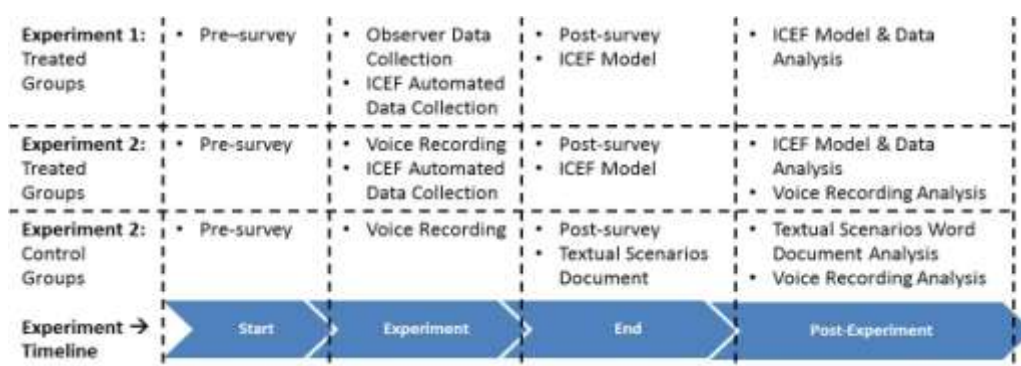 Experiment 1:
Treated
Groups
• Pre–survey
• Observer Data
Collection
• ICEF Automated
Data Collection
• Post-survey
• ICEF Model
• ICEF Model & Data
Analysis
Experiment 2:
Treated
Groups
• Pre-survey
• Voice Recording
• ICEF Automated
Data Collection
• Post-survey
• ICEF Model
• ICEF Model & Data
Analysis
• Voice Recording Analysis
Experiment 2:
Control
Groups
• Pre-survey
• Voice Recording
• Post-survey
• Textual Scenarios
Document
• Textual Scenarios Word
Document Analysis
• Voice Recording Analysis
Experiment →
Timeline
Start
Experiment
End
Post-Experiment